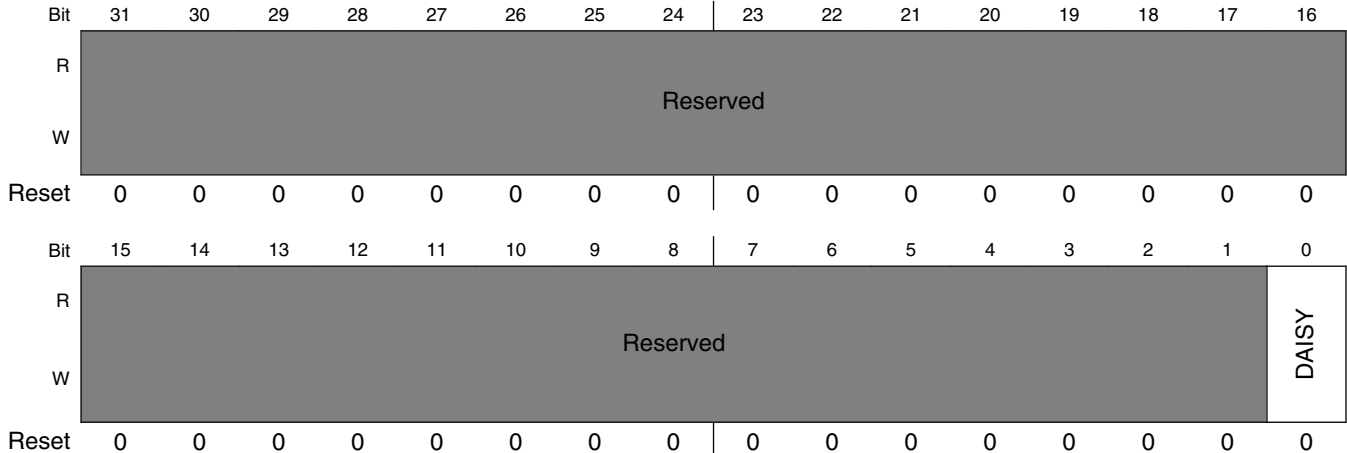 Bit 31 30 29 28 27 26 25 24 23 22 21 20 19 18 17 16
R
Reserved
W
Reset 0 0 0 0 0 0 0 0 0 0 0 0 0 0 0 0
Bit 15 14 13 12 11 10 9 8 7 6 5 4 3 2 1 0
R
Reserved
DAISY
W
Reset 0 0 0 0 0 0 0 0 0 0 0 0 0 0 0 0